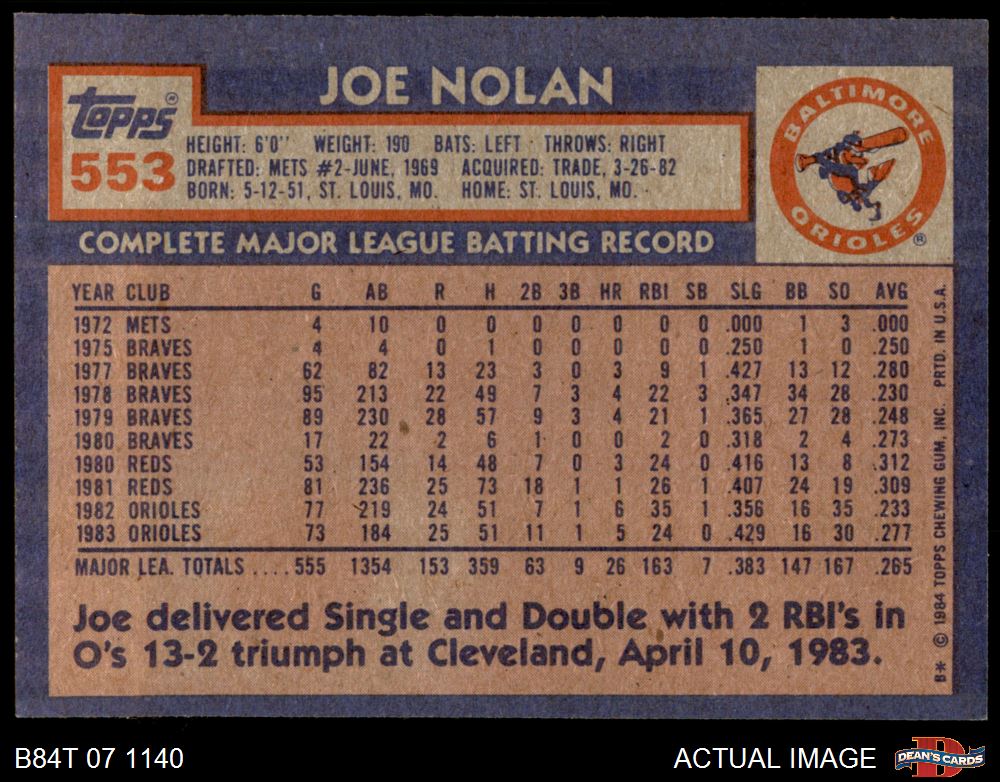 JOE NOLAN
topps®
553
HEIGHT: 6'0" WEIGHT: 190 BATS: LEFT · THROWS: RIGHT
DRAFTED: METS #2-JUNE, 1969 ACQUIRED: TRADE, 3-26-82
BORN: 5-12-51, ST. LOUIS, MO. HOME: ST. LOUIS, MO.
BALTIMORE
ORIOLES®
COMPLETE MAJOR LEAGUE BATTING RECORD
YEAR CLUB G AB R H 2B 3B HR RBI SB SLG BB SO AVG
1972 METS 4 10 0 0 0 0 0 0 0 .000 1 3 .000
1975 BRAVES 4 4 0 1 0 0 0 0 0 .250 1 0 .250
1977 BRAVES 62 82 13 23 3 0 3 9 1 .427 13 12 .280
1978 BRAVES 95 213 22 49 7 3 4 22 3 .347 34 28 .230
1979 BRAVES 89 230 28 57 9 3 4 21 1 .365 27 28 .248
1980 BRAVES 17 22 2 6 1 0 0 2 0 .318 2 4 .273
1980 REDS 53 154 14 48 7 0 3 24 0 .416 13 8 .312
1981 REDS 81 236 25 73 18 1 1 26 1 .407 24 19 .309
1982 ORIOLES 77 219 24 51 7 1 6 35 1 .356 16 35 .233
1983 ORIOLES 73 184 25 51 11 1 5 24 0 .429 16 30 .277
MAJOR LEA. TOTALS ....555 1354 153 359 63 9 26 163 7 .383 147 167 .265
Joe delivered Single and Double with 2 RBI's in
O's 13-2 triumph at Cleveland, April 10, 1983.
B* © 1984 TOPPS CHEWING GUM, INC. PRTD. IN U.S.A.
B84T 07 1140
ACTUAL IMAGE
D
DEAN'S CARDS